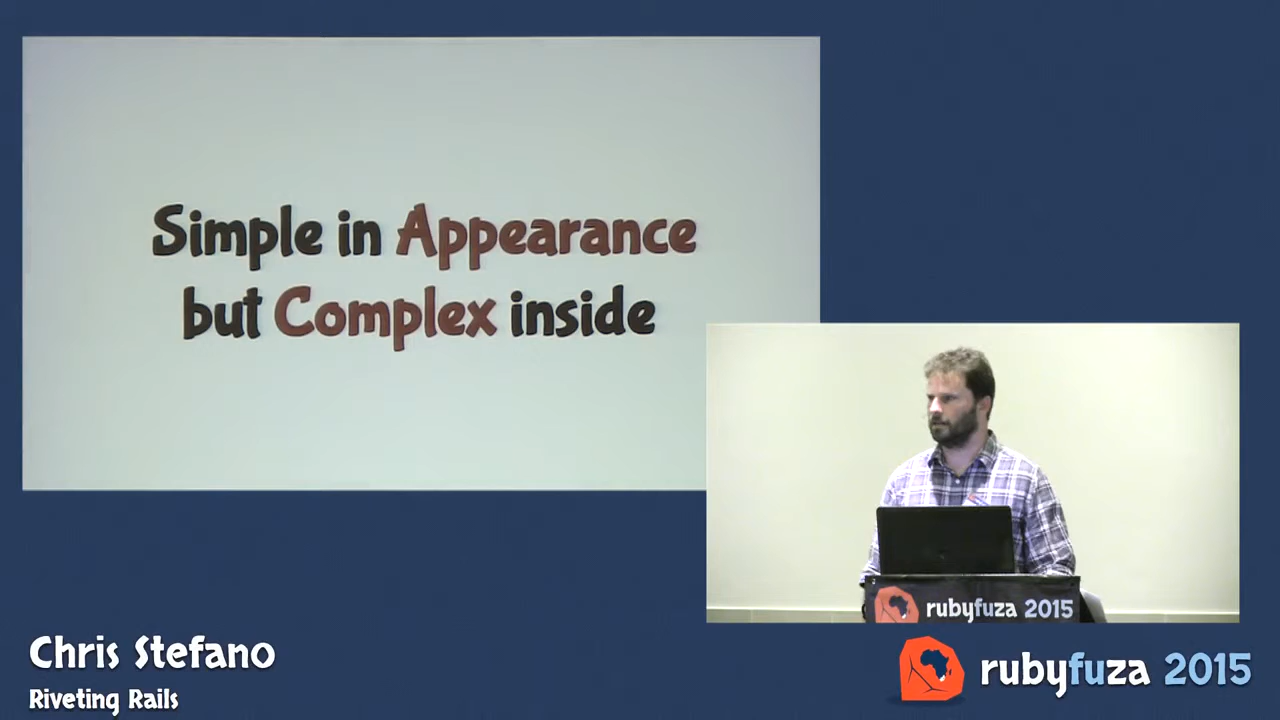 Simple in Appearance
but Complex inside
rubyfuza 2015
Chris Stefano
Riveting Rails
rubyfuza 2015